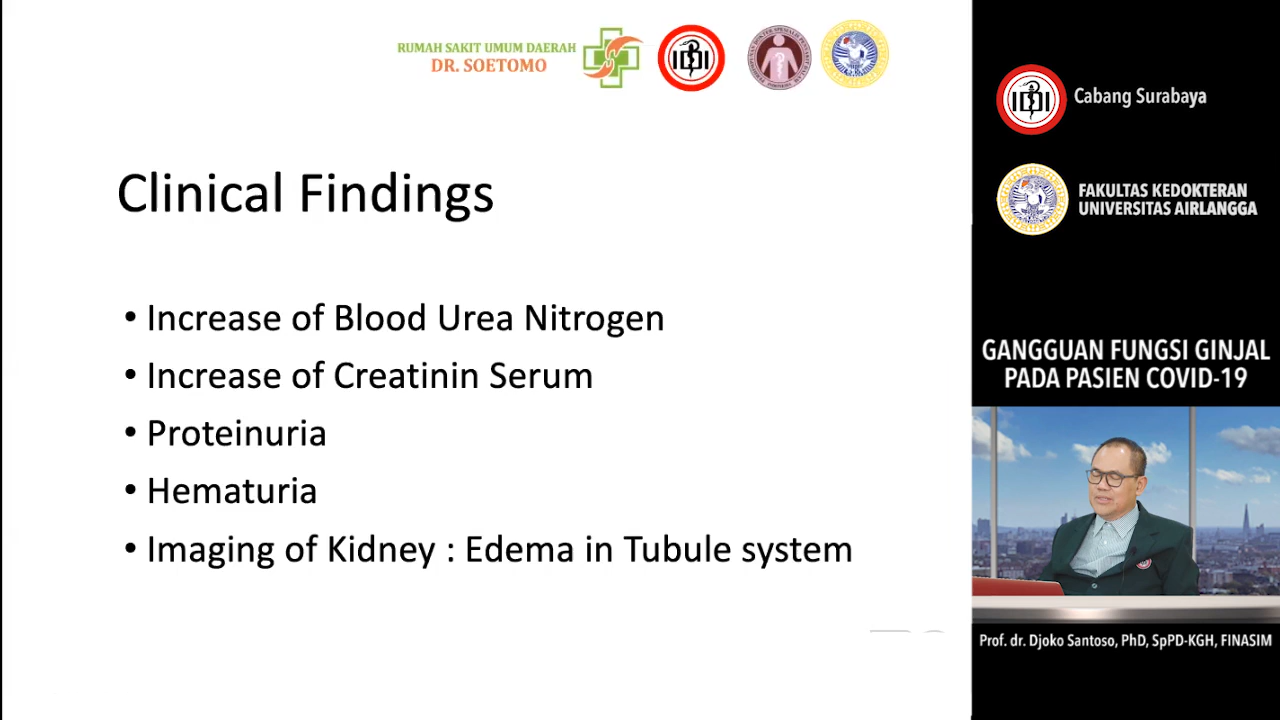 RUMAH SAKIT UMUM DAERAH
DR. SOETOMO
IDI
Clinical Findings
• Increase of Blood Urea Nitrogen
• Increase of Creatinin Serum
• Proteinuria
• Hematuria
• Imaging of Kidney : Edema in Tubule system
IDI
Cabang Surabaya
FAKULTAS KEDOKTERAN
UNIVERSITAS AIRLANGGA
GANGGUAN FUNGSI GINJAL
PADA PASIEN COVID-19
Prof. dr. Djoko Santoso, PhD, SpPD-KGH, FINASIM